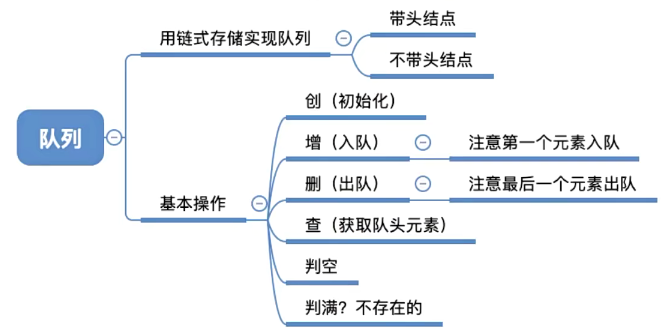 队列
用链式存储实现队列
带头结点
不带头结点
基本操作
创（初始化）
增（入队）
注意第一个元素入队
删（出队）
注意最后一个元素出队
查（获取队头元素）
判空
判满？不存在的